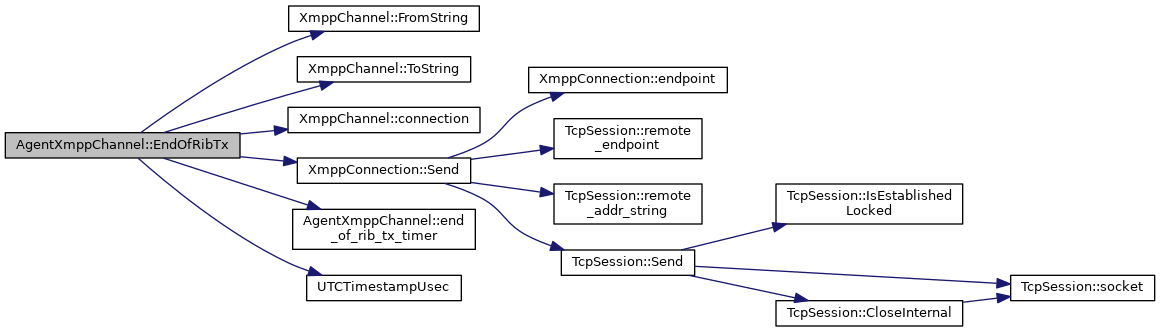 XmppChannel::FromString
XmppChannel::ToString
XmppConnection::endpoint
XmppChannel::connection
TcpSession::remote
_endpoint
AgentXmppChannel::EndOfRibTx
XmppConnection::Send
TcpSession::remote
_addr_string
TcpSession::IsEstablished
Locked
AgentXmppChannel::end
_of_rib_tx_timer
TcpSession::Send
UTCTimestampUsec
TcpSession::socket
TcpSession::CloseInternal